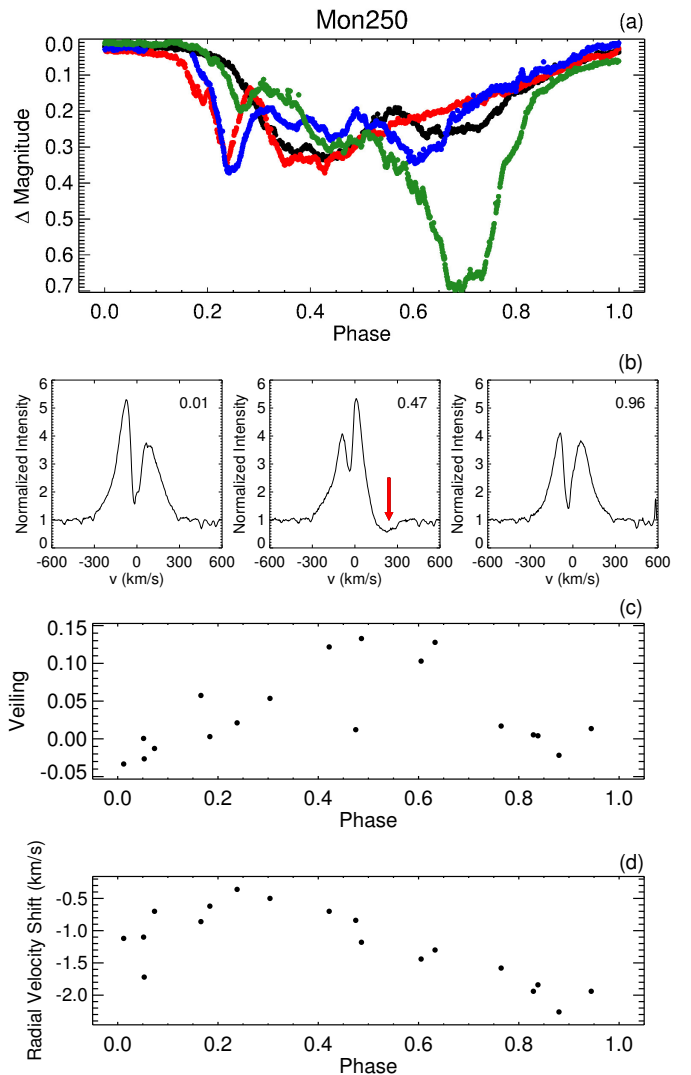 Mon250
(a)
0.0
0.1
0.2
0.3
0.4
0.5
0.6
0.7
Δ Magnitude
0.0 0.2 0.4 0.6 0.8 1.0
Phase
(b)
6
5
4
3
2
1
0
Normalized Intensity
0.01
-600 -300 0 300 600
v (km/s)
6
5
4
3
2
1
0
Normalized Intensity
0.47
-600 -300 0 300 600
v (km/s)
6
5
4
3
2
1
0
Normalized Intensity
0.96
-600 -300 0 300 600
v (km/s)
(c)
0.15
0.10
0.05
0.00
-0.05
Veiling
0.0 0.2 0.4 0.6 0.8 1.0
Phase
(d)
-0.5
-1.0
-1.5
-2.0
Radial Velocity Shift (km/s)
0.0 0.2 0.4 0.6 0.8 1.0
Phase